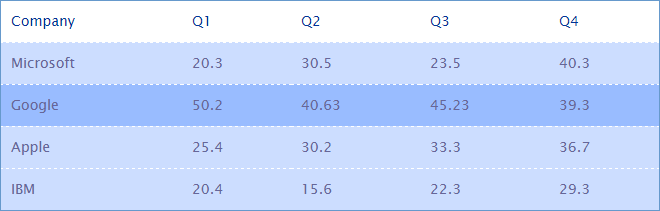 Company Q1 Q2 Q3 Q4
Microsoft 20.3 30.5 23.5 40.3
Google 50.2 40.63 45.23 39.3
Apple 25.4 30.2 33.3 36.7
IBM 20.4 15.6 22.3 29.3